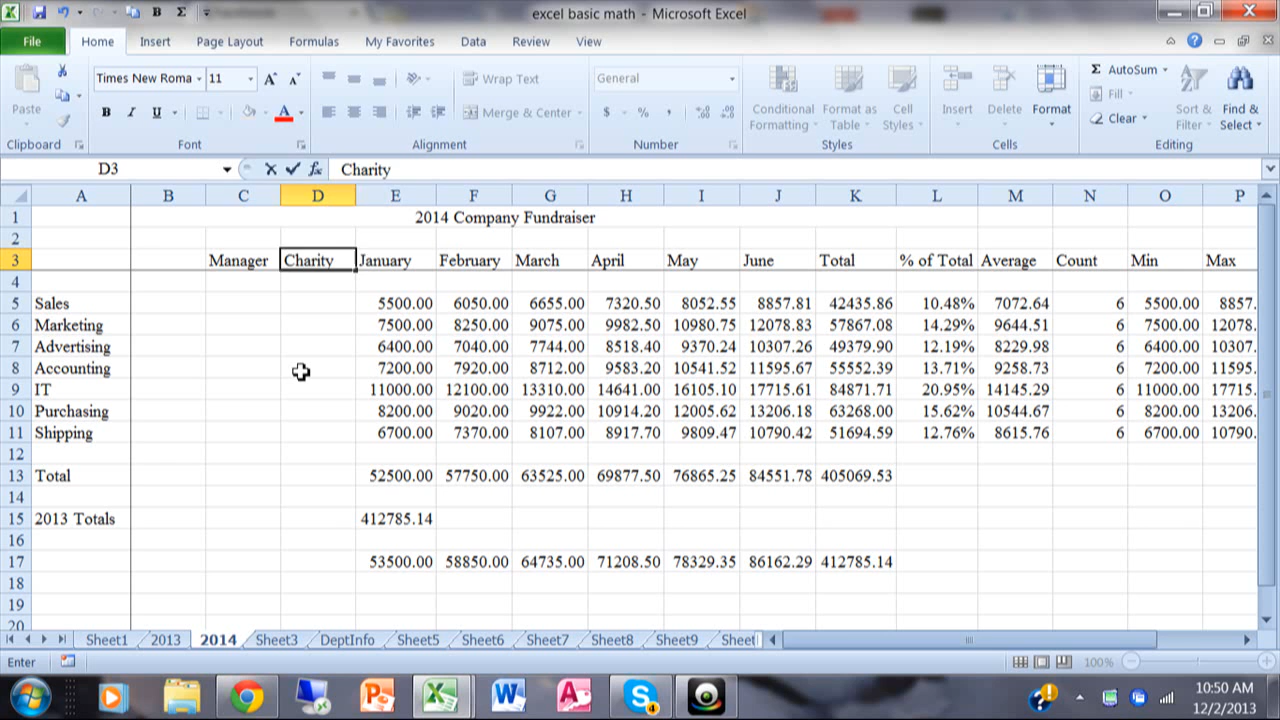 excel basic math - Microsoft Excel
File Home Insert Page Layout Formulas My Favorites Data Review View
Paste
Times New Roma 11
Wrap Text
General
Merge & Center
Conditional Formatting
Format as Table
Cell Styles
Insert
Delete
Format
AutoSum
Fill
Clear
Sort & Filter
Find & Select
Clipboard Font Alignment Number Styles Cells Editing
D3 fx Charity
A B C D E F G H I J K L M N O P
1 2014 Company Fundraiser
2
3 Manager Charity January February March April May June Total % of Total Average Count Min Max
4
5 Sales 5500.00 6050.00 6655.00 7320.50 8052.55 8857.81 42435.86 10.48% 7072.64 6 5500.00 8857.
6 Marketing 7500.00 8250.00 9075.00 9982.50 10980.75 12078.83 57867.08 14.29% 9644.51 6 7500.00 12078.
7 Advertising 6400.00 7040.00 7744.00 8518.40 9370.24 10307.26 49379.90 12.19% 8229.98 6 6400.00 10307.
8 Accounting 7200.00 7920.00 8712.00 9583.20 10541.52 11595.67 55552.39 13.71% 9258.73 6 7200.00 11595.
9 IT 11000.00 12100.00 13310.00 14641.00 16105.10 17715.61 84871.71 20.95% 14145.29 6 11000.00 17715.
10 Purchasing 8200.00 9020.00 9922.00 10914.20 12005.62 13206.18 63268.00 15.62% 10544.67 6 8200.00 13206.
11 Shipping 6700.00 7370.00 8107.00 8917.70 9809.47 10790.42 51694.59 12.76% 8615.76 6 6700.00 10790.
12
13 Total 52500.00 57750.00 63525.00 69877.50 76865.25 84551.78 405069.53
14
15 2013 Totals 412785.14
16
17 53500.00 58850.00 64735.00 71208.50 78329.35 86162.29 412785.14
18
19
20
Sheet1 2013 2014 Sheet3 DeptInfo Sheet5 Sheet6 Sheet7 Sheet8 Sheet9 Sheet
Enter 100%
10:50 AM
12/2/2013